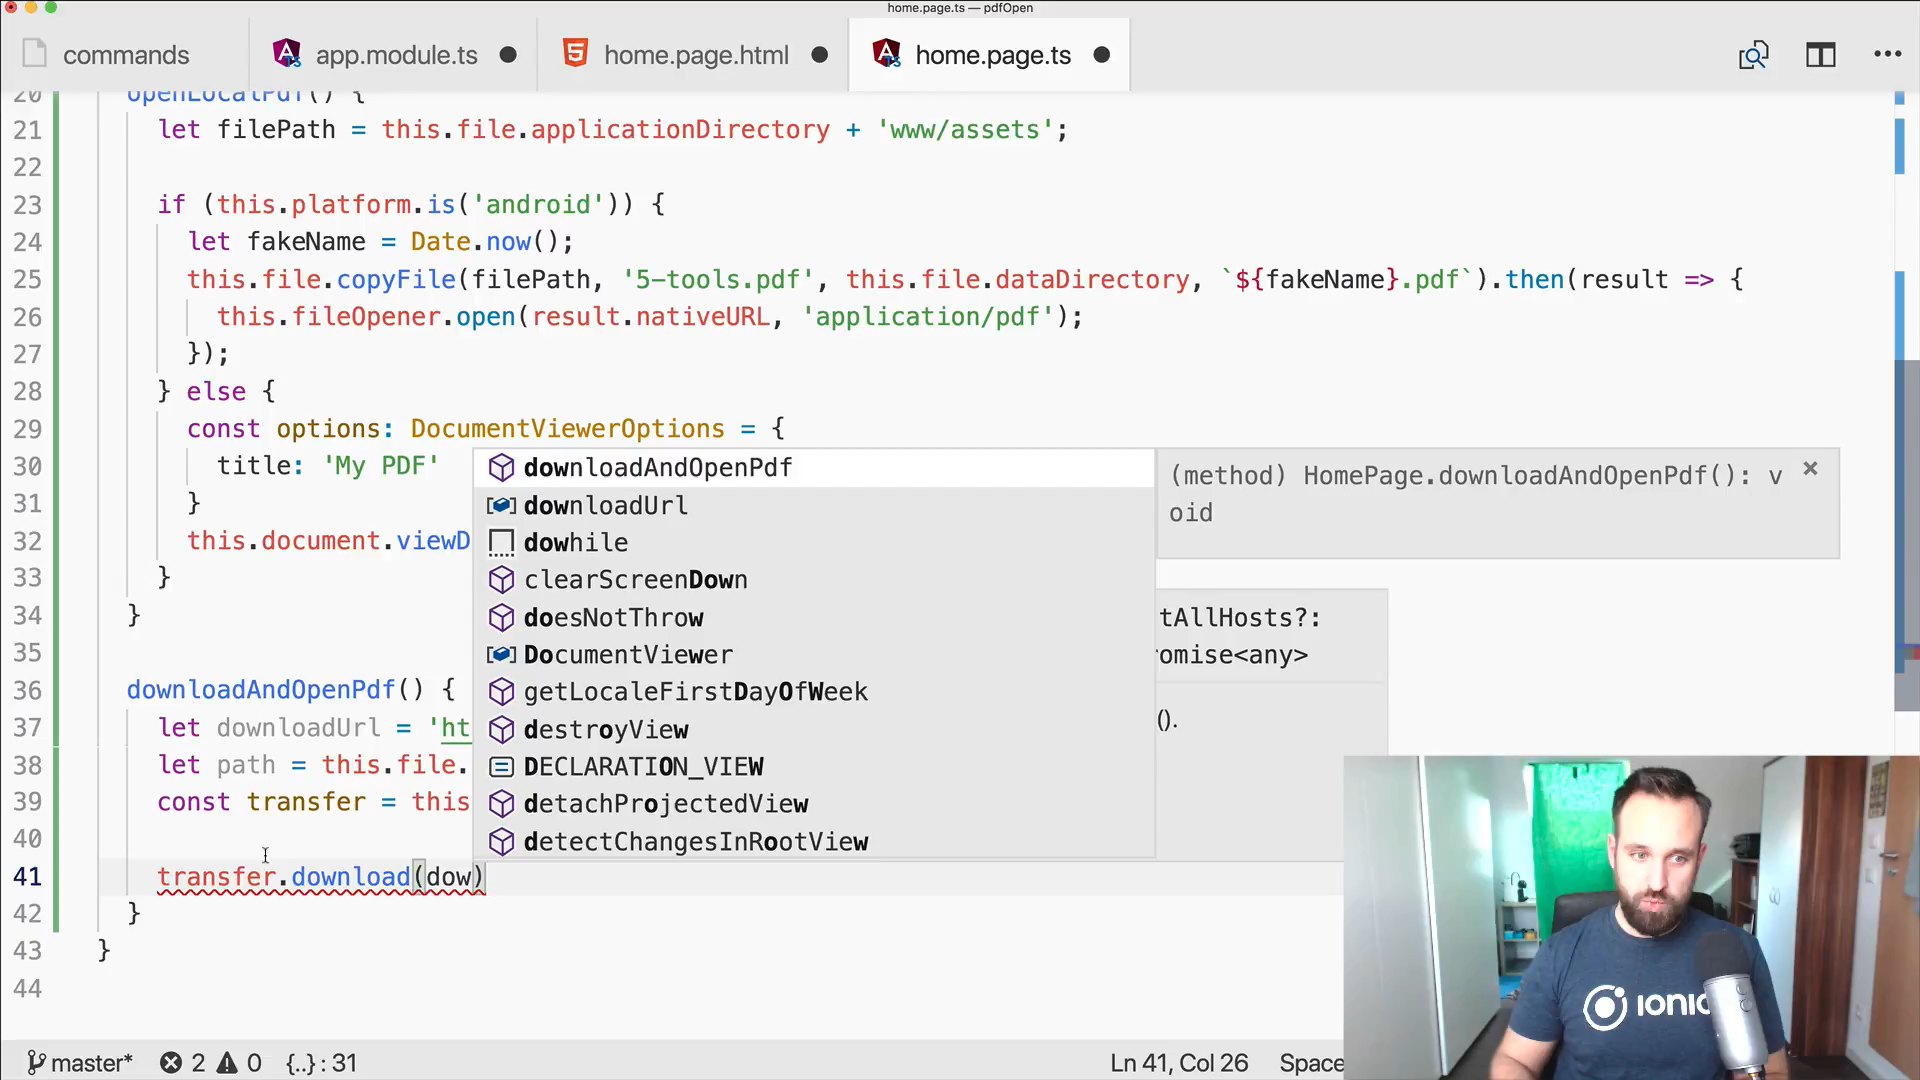 home.page.ts — pdfOpen
commands
app.module.ts
home.page.html
home.page.ts
20 openLocalPdf() {
21 let filePath = this.file.applicationDirectory + 'www/assets';
22
23 if (this.platform.is('android')) {
24 let fakeName = Date.now();
25 this.file.copyFile(filePath, '5-tools.pdf', this.file.dataDirectory, `${fakeName}.pdf`).then(result => {
26 this.fileOpener.open(result.nativeURL, 'application/pdf');
27 });
28 } else {
29 const options: DocumentViewerOptions = {
30 title: 'My PDF'
31 }
32 this.document.viewD
33 }
34 }
35
36 downloadAndOpenPdf() {
37 let downloadUrl = 'ht
38 let path = this.file.
39 const transfer = this
40
41 transfer.download(dow)
42 }
43 }
44
downloadAndOpenPdf
downloadUrl
dowhile
clearScreenDown
doesNotThrow
DocumentViewer
getLocaleFirstDayOfWeek
destroyView
DECLARATION_VIEW
detachProjectedView
detectChangesInRootView
(method) HomePage.downloadAndOpenPdf(): v
oid
tAllHosts?:
omise<any>
().
IONIC
master* 2 0 {..}: 31
Ln 41, Col 26 Space